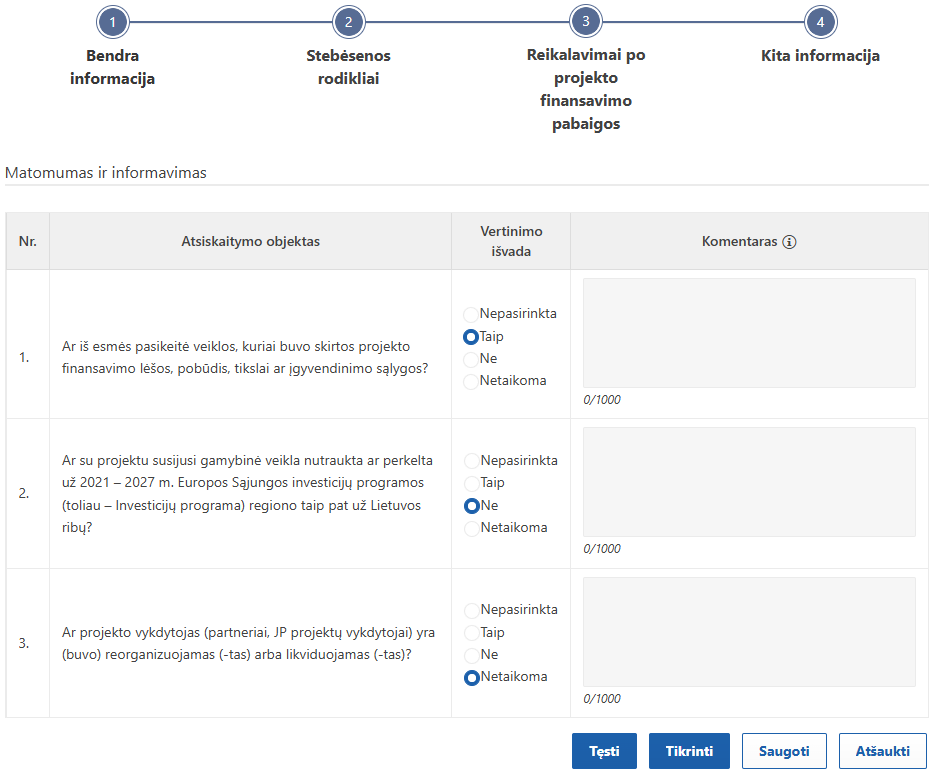 1
2
3
4
Bendra
informacija
Stebėsenos
rodikliai
Reikalavimai po
projekto
finansavimo
pabaigos
Kita informacija
Matomumas ir informavimas
Nr.
Atsiskaitymo objektas
Vertinimo
išvada
Komentaras
1.
Ar iš esmės pasikeitė veiklos, kuriai buvo skirtos projekto
finansavimo lėšos, pobūdis, tikslai ar įgyvendinimo sąlygos?
Nepasirinkta
Taip
Ne
Netaikoma
0/1000
2.
Ar su projektu susijusi gamybinė veikla nutraukta ar perkelta
už 2021 – 2027 m. Europos Sąjungos investicijų programos
(toliau – Investicijų programa) regiono taip pat už Lietuvos
ribų?
Nepasirinkta
Taip
Ne
Netaikoma
0/1000
3.
Ar projekto vykdytojas (partneriai, JP projektų vykdytojai) yra
(buvo) reorganizuojamas (-tas) arba likviduojamas (-tas)?
Nepasirinkta
Taip
Ne
Netaikoma
0/1000
Tęsti
Tikrinti
Saugoti
Atšaukti